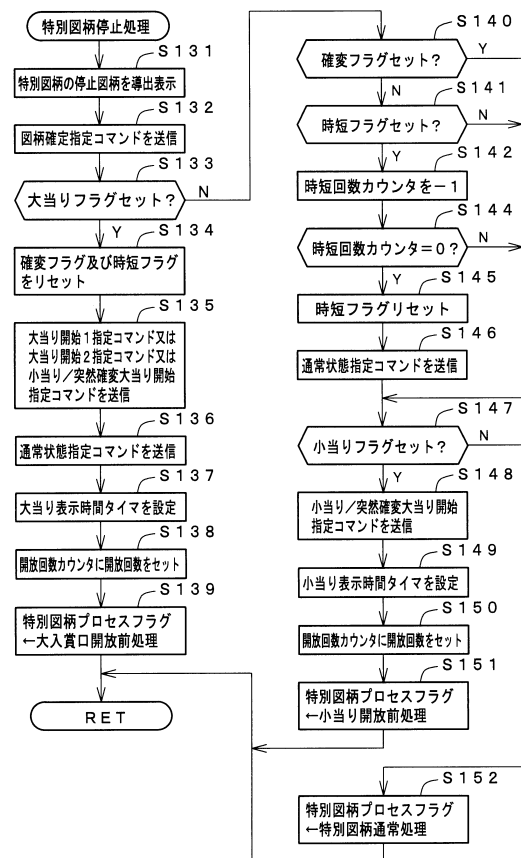 特別図柄停止処理
S131
特別図柄の停止図柄を導出表示
S132
図柄確定指定コマンドを送信
S133
大当りフラグセット？
N
Y
S134
確変フラグ及び時短フラグ
をリセット
S135
大当り開始1指定コマンド又は
大当り開始2指定コマンド又は
小当り／突然確変大当り開始
指定コマンドを送信
S136
通常状態指定コマンドを送信
S137
大当り表示時間タイマを設定
S138
開放回数カウンタに開放回数をセット
S139
特別図柄プロセスフラグ
←大入賞口開放前処理
RET
S140
確変フラグセット？
Y
N
S141
時短フラグセット？
N
Y
S142
時短回数カウンタを－1
S144
時短回数カウンタ＝0？
N
Y
S145
時短フラグリセット
S146
通常状態指定コマンドを送信
S147
小当りフラグセット？
N
Y
S148
小当り／突然確変大当り開始
指定コマンドを送信
S149
小当り表示時間タイマを設定
S150
開放回数カウンタに開放回数をセット
S151
特別図柄プロセスフラグ
←小当り開放前処理
S152
特別図柄プロセスフラグ
←特別図柄通常処理